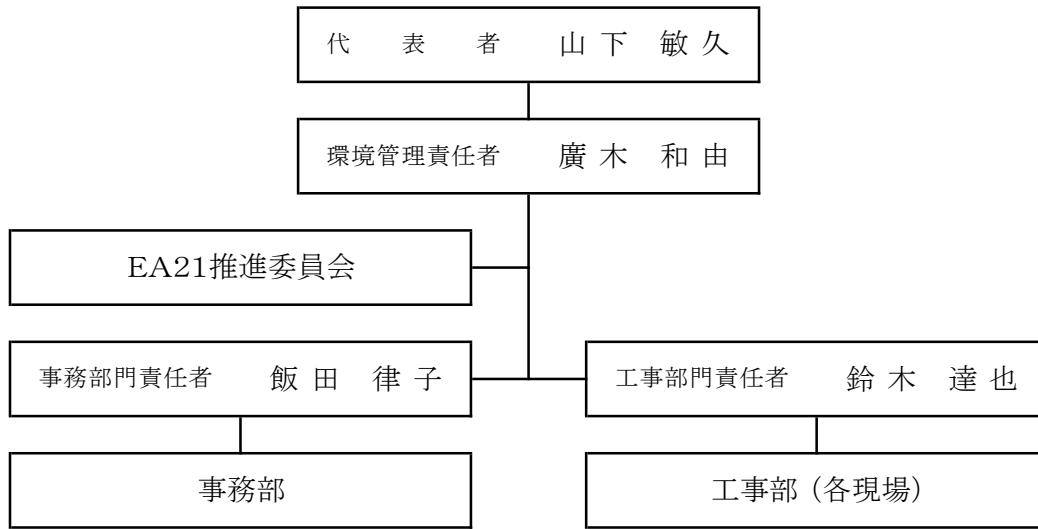 代　表　者　山下　敏久
環境管理責任者　廣木　和由
EA21推進委員会
事務部門責任者　飯田　律子
工事部門責任者　鈴木　達也
事務部
工事部（各現場）